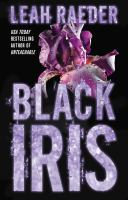 LEAH RAEDER
USA TODAY
BESTSELLING
AUTHOR OF
UNTEACHABLE
BLACK
IRIS